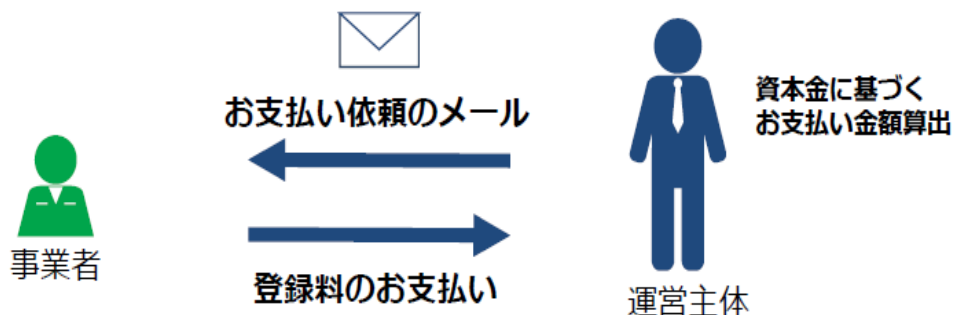 お支払い依頼のメール
資本金に基づく
お支払い金額算出
事業者
登録料のお支払い
運営主体